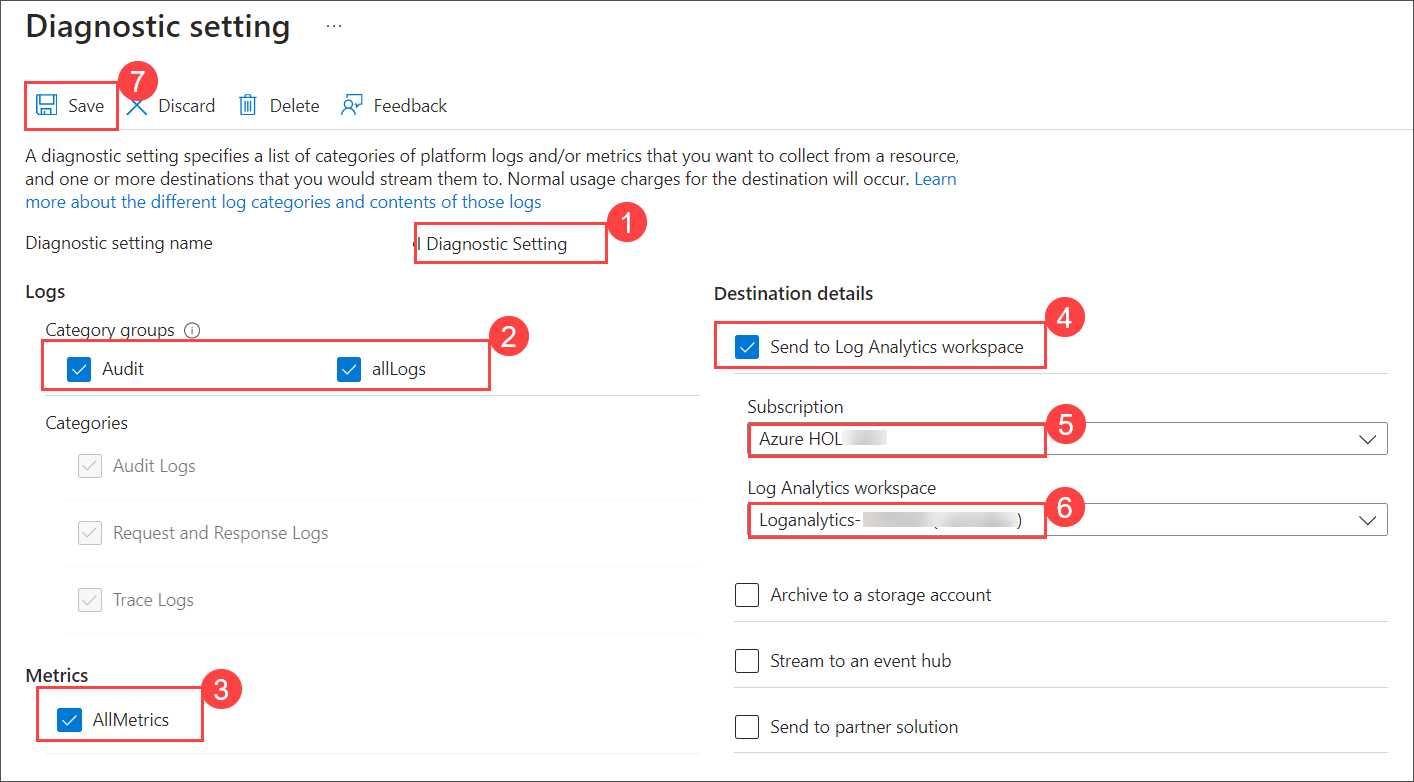 Diagnostic setting ...
7
Save Discard Delete Feedback
A diagnostic setting specifies a list of categories of platform logs and/or metrics that you want to collect from a resource,
and one or more destinations that you would stream them to. Normal usage charges for the destination will occur. Learn
more about the different log categories and contents of those logs
1
Diagnostic setting name
Diagnostic Setting
Logs
Category groups
2
Audit allLogs
Categories
Audit Logs
Request and Response Logs
Trace Logs
Metrics
3
AllMetrics
Destination details
4
Send to Log Analytics workspace
Subscription
5
Azure HOL
Log Analytics workspace
6
Loganalytics- )
Archive to a storage account
Stream to an event hub
Send to partner solution